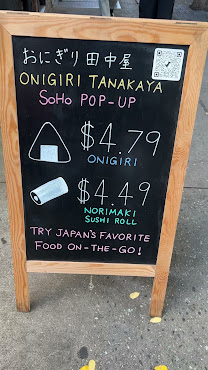 おにぎり田中屋
ONIGIRI TANAKAYA
SoHo POP-UP
$4.79
ONIGIRI
$4.49
NORIMAKI
SUSHI ROLL
TRY JAPAN'S FAVORITE
FOOD ON-THE-GO!